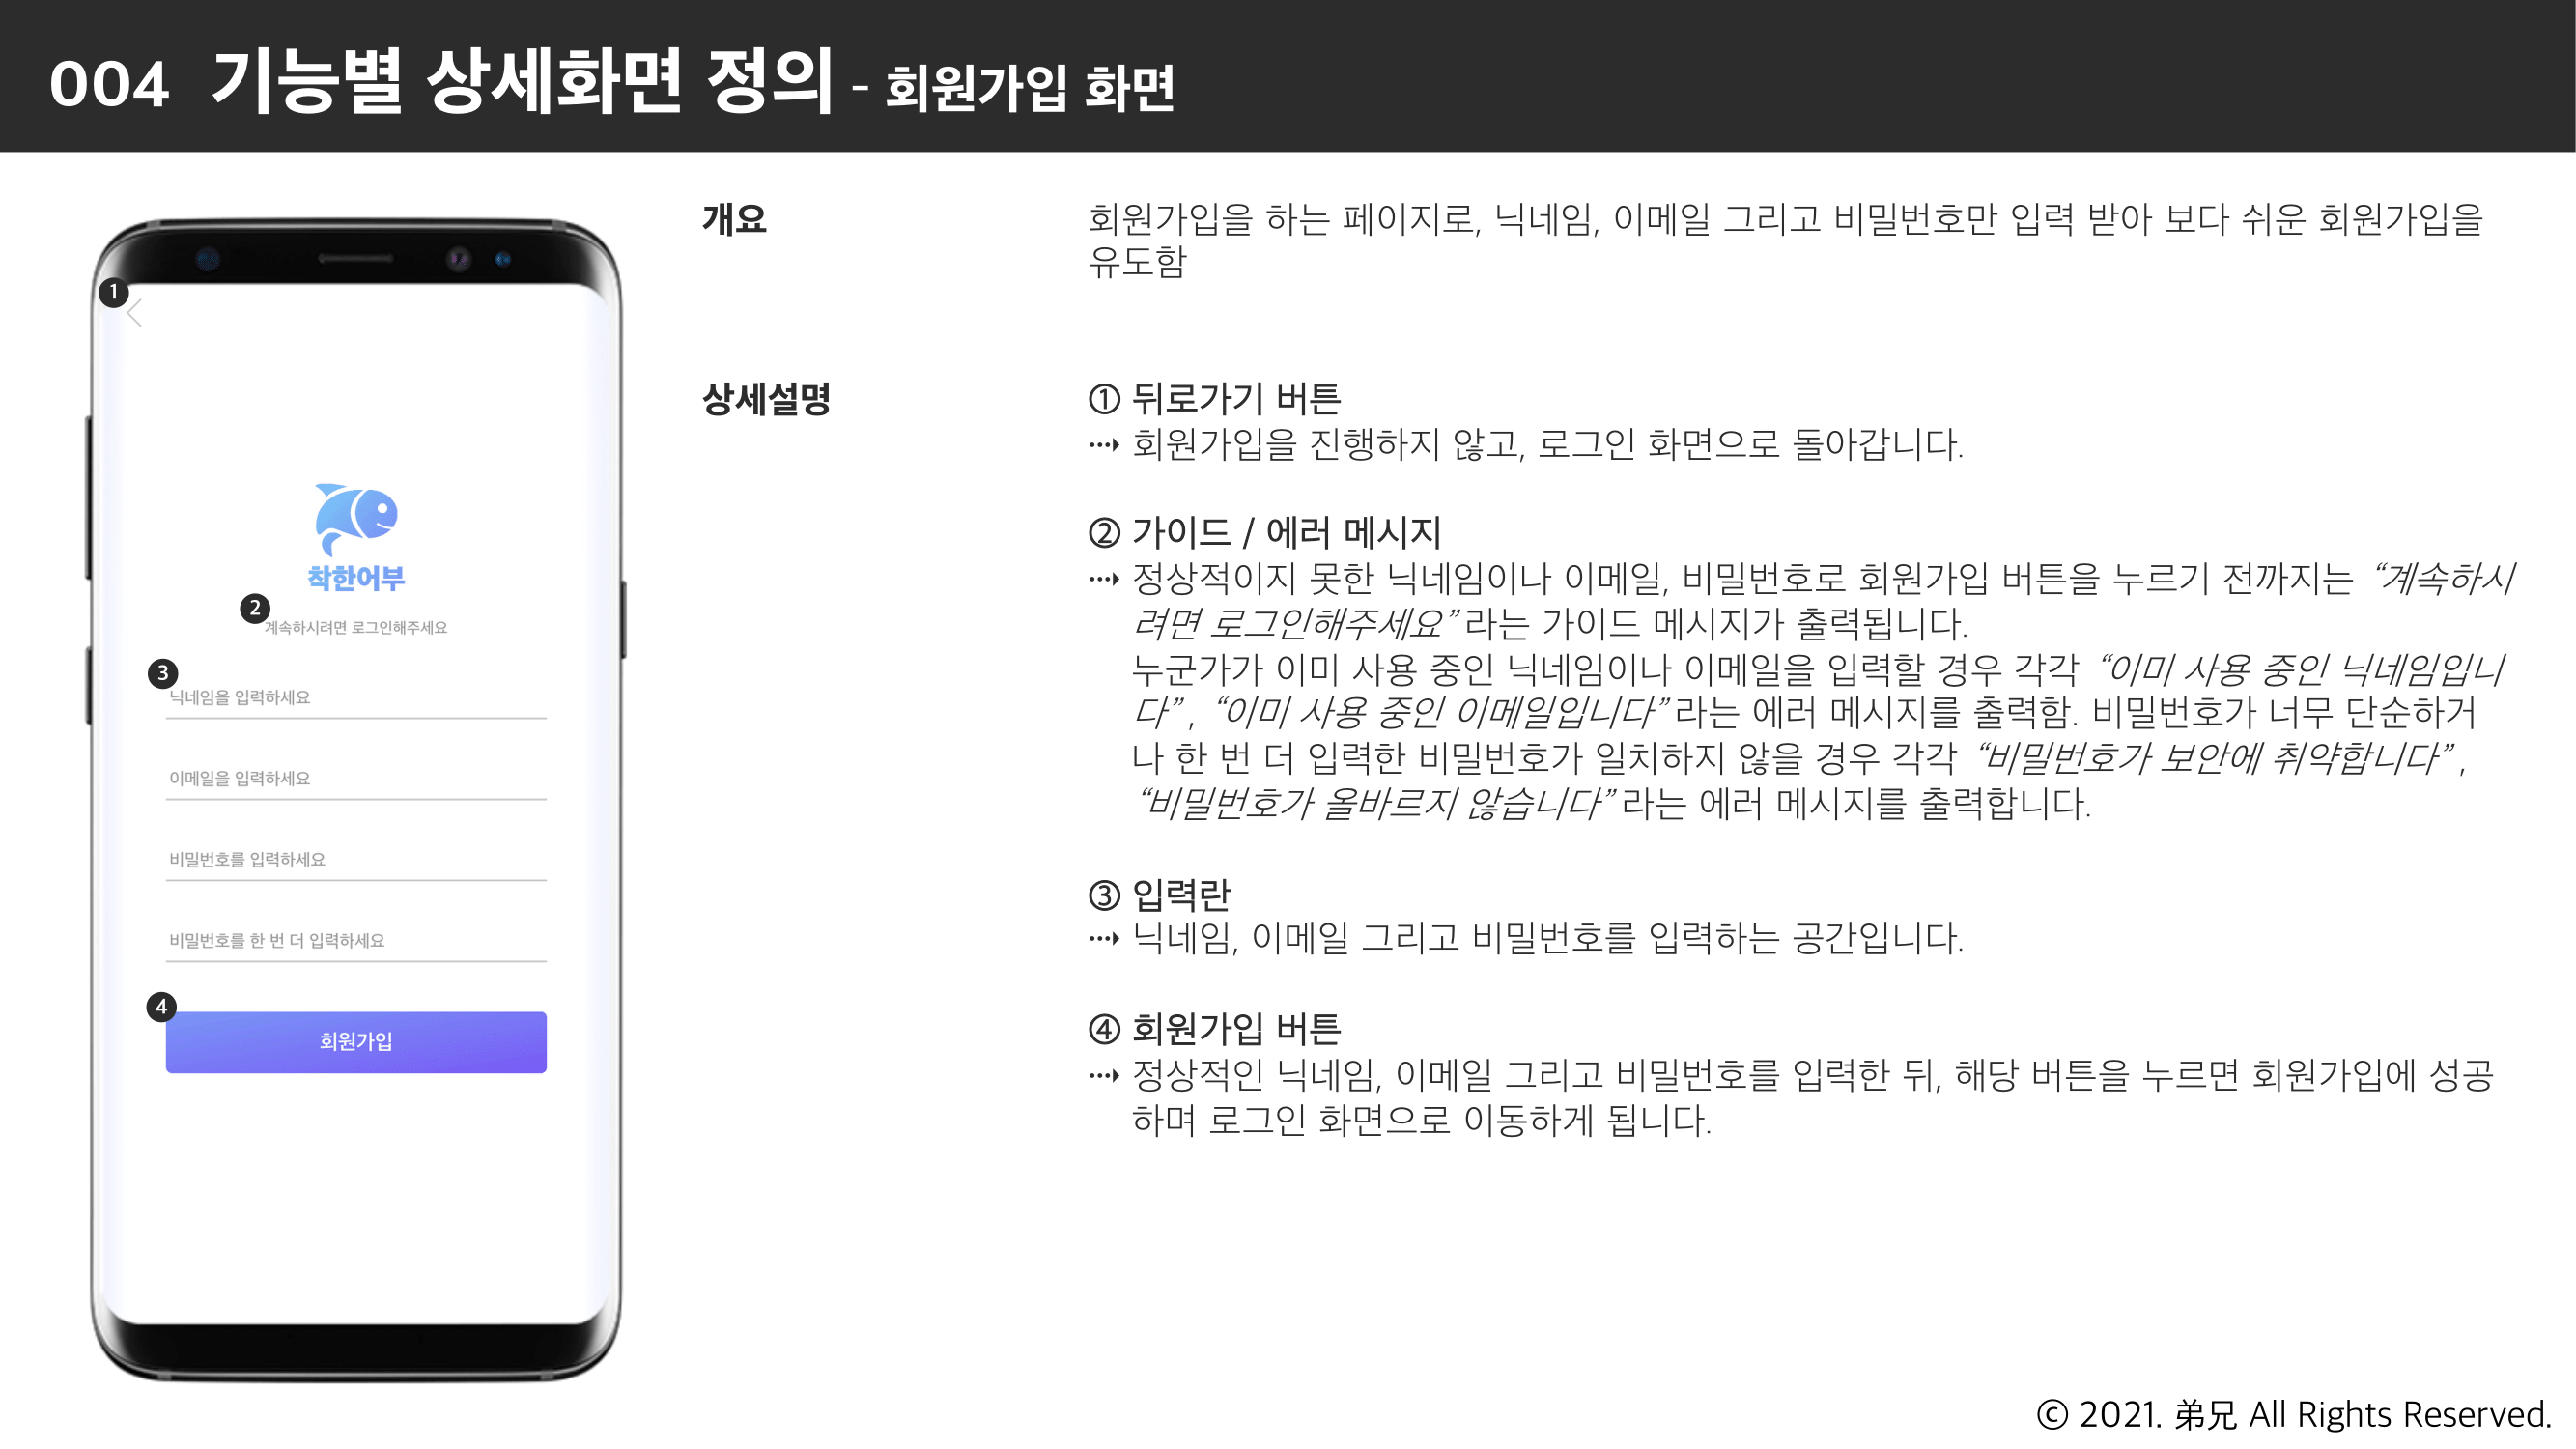 004 기능별 상세화면 정의 - 회원가입 화면
1
착한어부
2
계속하시려면 로그인해주세요
3
닉네임을 입력하세요
이메일을 입력하세요
비밀번호를 입력하세요
비밀번호를 한 번 더 입력하세요
4
회원가입
개요
회원가입을 하는 페이지로, 닉네임, 이메일 그리고 비밀번호만 입력 받아 보다 쉬운 회원가입을
유도함
상세설명
① 뒤로가기 버튼
⤑ 회원가입을 진행하지 않고, 로그인 화면으로 돌아갑니다.
② 가이드 / 에러 메시지
⤑ 정상적이지 못한 닉네임이나 이메일, 비밀번호로 회원가입 버튼을 누르기 전까지는 “계속하시
려면 로그인해주세요”라는 가이드 메시지가 출력됩니다.
누군가가 이미 사용 중인 닉네임이나 이메일을 입력할 경우 각각 “이미 사용 중인 닉네임입니
다”, “이미 사용 중인 이메일입니다”라는 에러 메시지를 출력함. 비밀번호가 너무 단순하거
나 한 번 더 입력한 비밀번호가 일치하지 않을 경우 각각 “비밀번호가 보안에 취약합니다”,
“비밀번호가 올바르지 않습니다”라는 에러 메시지를 출력합니다.
③ 입력란
⤑ 닉네임, 이메일 그리고 비밀번호를 입력하는 공간입니다.
④ 회원가입 버튼
⤑ 정상적인 닉네임, 이메일 그리고 비밀번호를 입력한 뒤, 해당 버튼을 누르면 회원가입에 성공
하며 로그인 화면으로 이동하게 됩니다.
ⓒ 2021. 弟兄 All Rights Reserved.